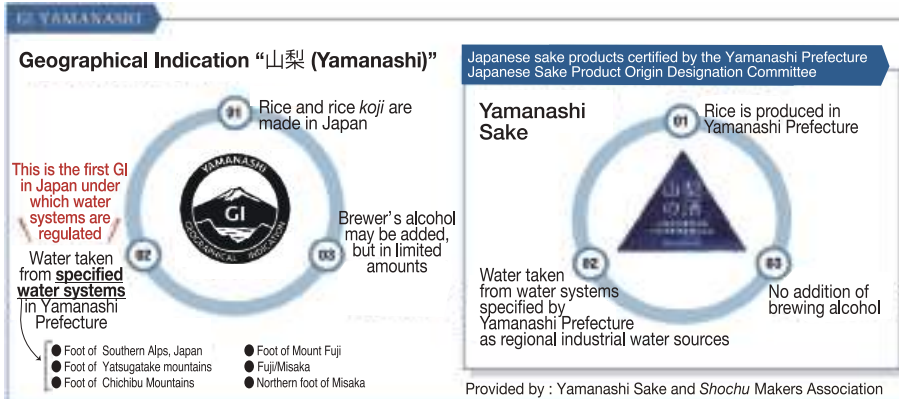 GI YAMANASHI
Geographical Indication “山梨 (Yamanashi)”
01
Rice and rice koji are
made in Japan
This is the first GI
in Japan under
which water
systems are
regulated
02
Water taken
from specified
water systems
in Yamanashi
Prefecture
YAMANASHI
GI
GEOGRAPHICAL INDICATION
03
Brewer's alcohol
may be added,
but in limited
amounts
● Foot of Southern Alps, Japan
● Foot of Yatsugatake mountains
● Foot of Chichibu Mountains
● Foot of Mount Fuji
● Fuji/Misaka
● Northern foot of Misaka
Japanese sake products certified by the Yamanashi Prefecture
Japanese Sake Product Origin Designation Committee
Yamanashi
Sake
01
Rice is produced in
Yamanashi Prefecture
山梨
の酒
02
Water taken
from water systems
specified by
Yamanashi Prefecture
as regional industrial water sources
03
No addition of
brewing alcohol
Provided by : Yamanashi Sake and Shochu Makers Association